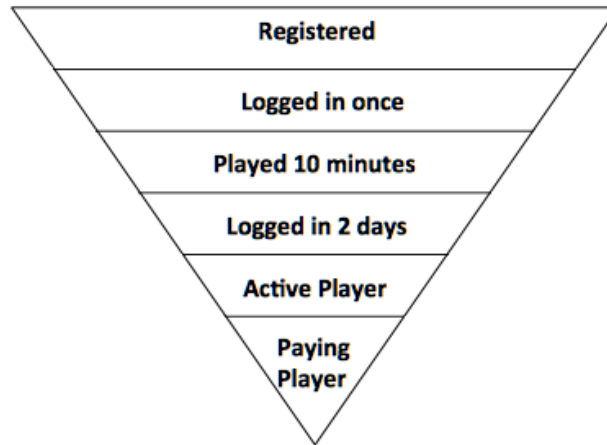 Registered
Logged in once
Played 10 minutes
Logged in 2 days
Active Player
Paying
Player